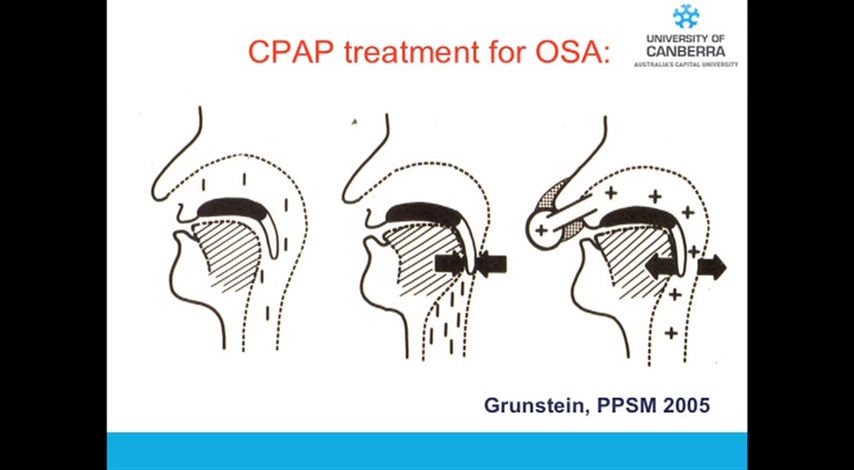 CPAP treatment for OSA:
UNIVERSITY OF
CANBERRA
AUSTRALIA'S CAPITAL UNIVERSITY
Grunstein, PPSM 2005